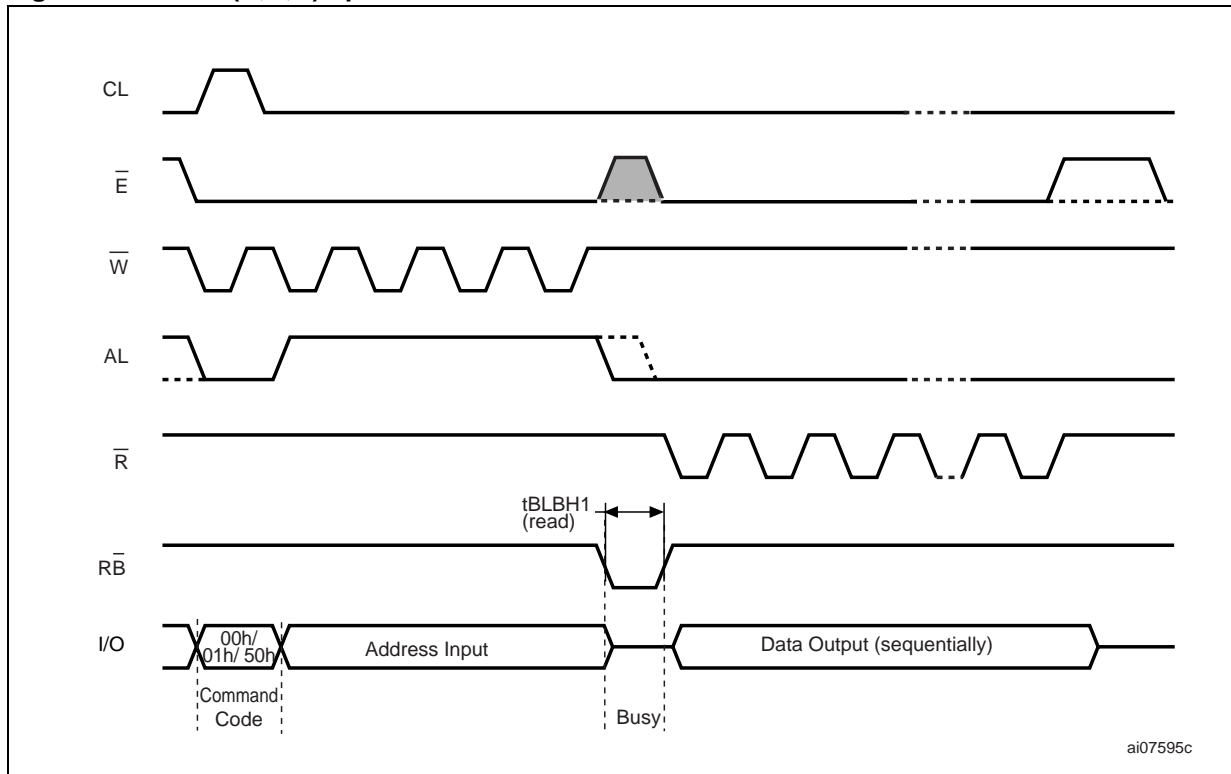 CL
E̅
W̅
AL
R̅
tBLBH1
(read)
RB̅
I/O
00h/
01h/ 50h
Address Input
Data Output (sequentially)
Command
Code
Busy
ai07595c